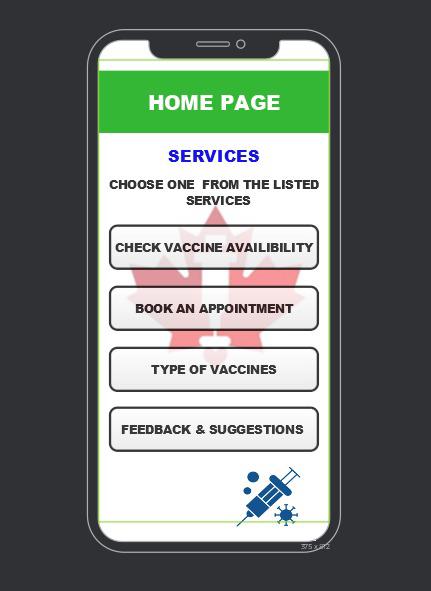 HOME PAGE
SERVICES
CHOOSE ONE FROM THE LISTED
SERVICES
CHECK VACCINE AVAILIBILITY
BOOK AN APPOINTMENT
TYPE OF VACCINES
FEEDBACK & SUGGESTIONS
375 x 812